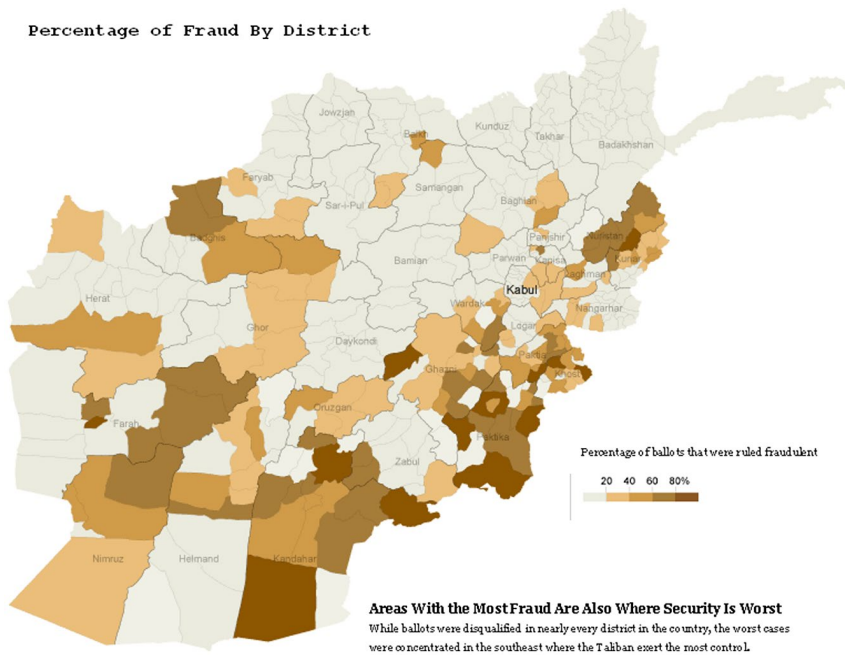 Percentage of Fraud By District
Jowzjan
Balkh
Kunduz
Takhar
Badakhshan
Faryab
Sar-i-Pul
Samangan
Baghlan
Badghis
Panjshir
Nuristan
Bamian
Parwan
Kapisa
Kunar
Laghman
Herat
Kabul
Wardak
Nangarhar
Ghor
Logar
Daykondi
Paktia
Ghazni
Khost
Oruzgan
Farah
Paktika
Zabul
Percentage of ballots that were ruled fraudulent
20 40 60 80%
Nimruz
Helmand
Kandahar
Areas With the Most Fraud Are Also Where Security Is Worst
While ballots were disqualified in nearly every district in the country, the worst cases
were concentrated in the southeast where the Taliban exert the most control.